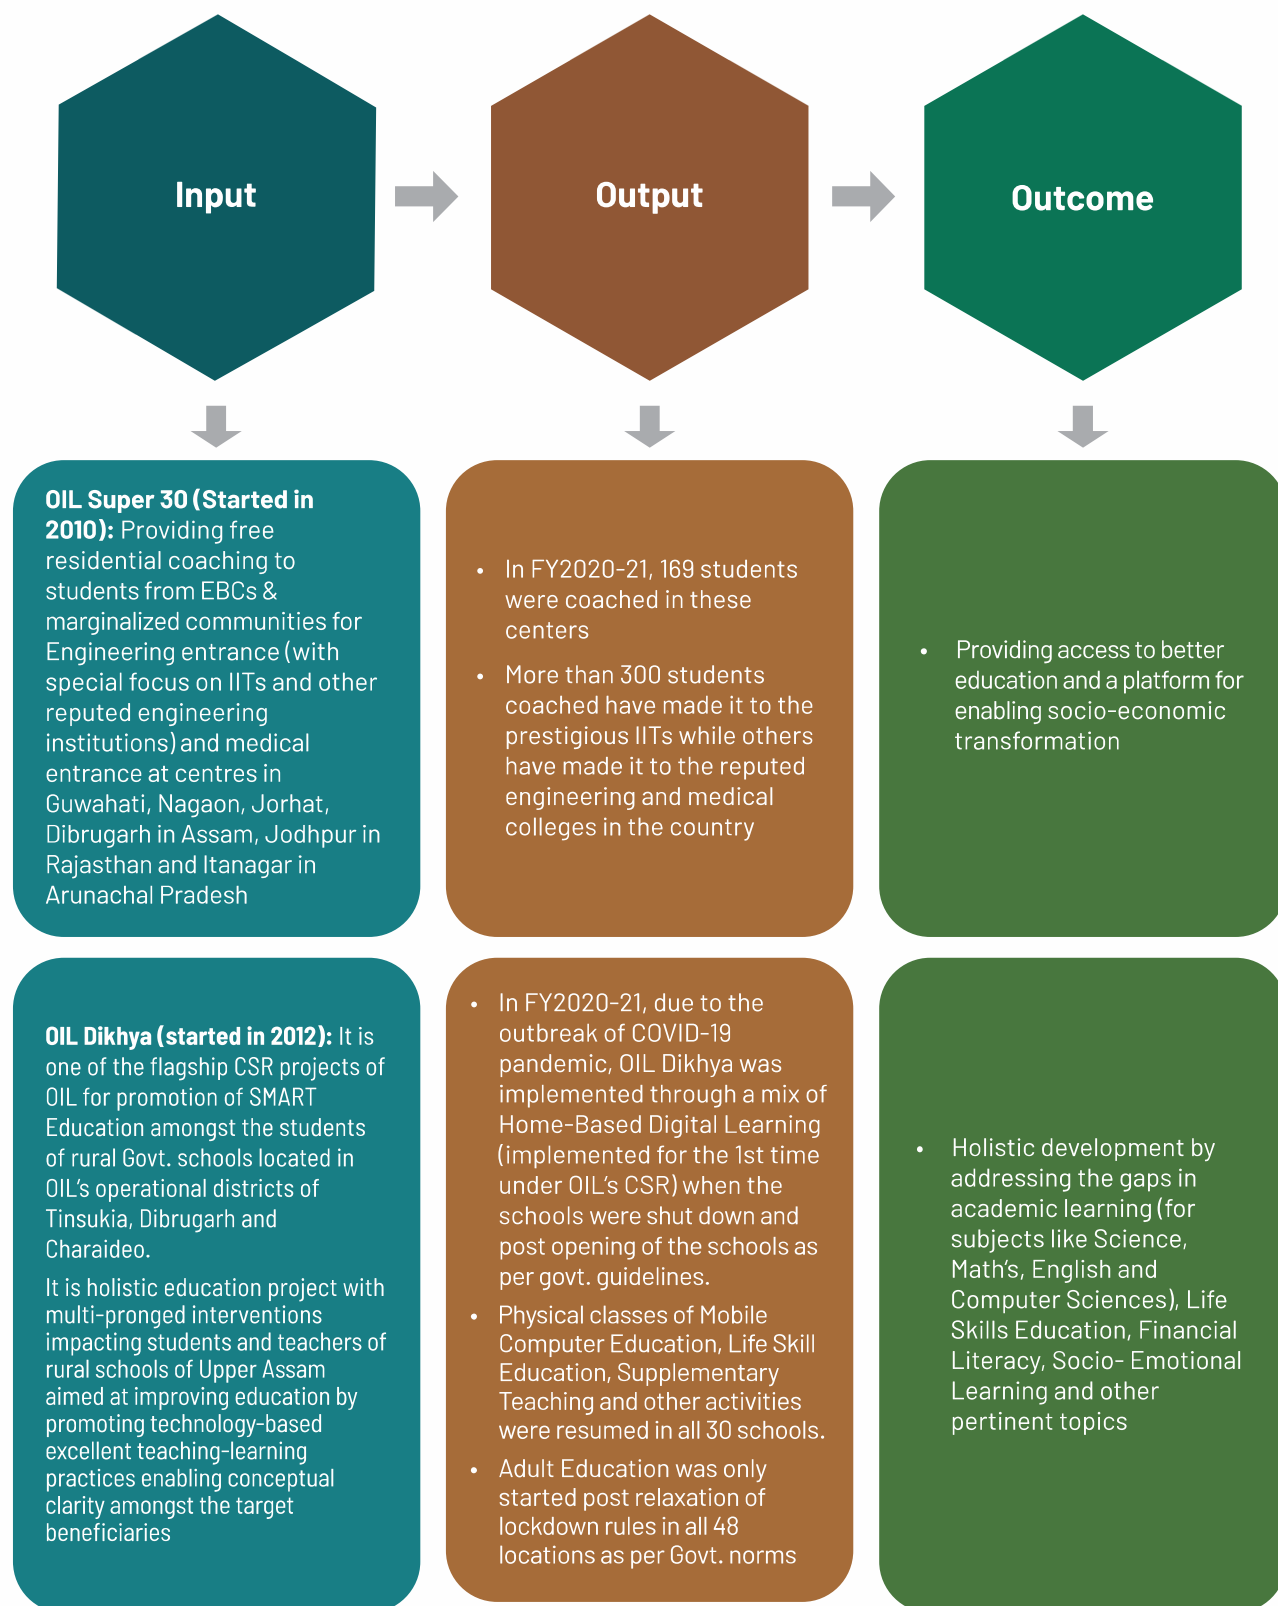 Input
Output
Outcome
OIL Super 30 (Started in
2010): Providing free
residential coaching to
students from EBCs &
marginalized communities for
Engineering entrance (with
special focus on IITs and other
reputed engineering
institutions) and medical
entrance at centres in
Guwahati, Nagaon, Jorhat,
Dibrugarh in Assam, Jodhpur in
Rajasthan and Itanagar in
Arunachal Pradesh
• In FY2020-21, 169 students
were coached in these
centers
• More than 300 students
coached have made it to the
prestigious IITs while others
have made it to the reputed
engineering and medical
colleges in the country
• Providing access to better
education and a platform for
enabling socio-economic
transformation
OIL Dikhya (started in 2012): It is
one of the flagship CSR projects of
OIL for promotion of SMART
Education amongst the students
of rural Govt. schools located in
OIL's operational districts of
Tinsukia, Dibrugarh and
Charaideo.
It is holistic education project with
multi-pronged interventions
impacting students and teachers of
rural schools of Upper Assam
aimed at improving education by
promoting technology-based
excellent teaching-learning
practices enabling conceptual
clarity amongst the target
beneficiaries
• In FY2020-21, due to the
outbreak of COVID-19
pandemic, OIL Dikhya was
implemented through a mix of
Home-Based Digital Learning
(implemented for the 1st time
under OIL's CSR) when the
schools were shut down and
post opening of the schools as
per govt. guidelines.
• Physical classes of Mobile
Computer Education, Life Skill
Education, Supplementary
Teaching and other activities
were resumed in all 30 schools.
• Adult Education was only
started post relaxation of
lockdown rules in all 48
locations as per Govt. norms
• Holistic development by
addressing the gaps in
academic learning (for
subjects like Science,
Math's, English and
Computer Sciences), Life
Skills Education, Financial
Literacy, Socio- Emotional
Learning and other
pertinent topics